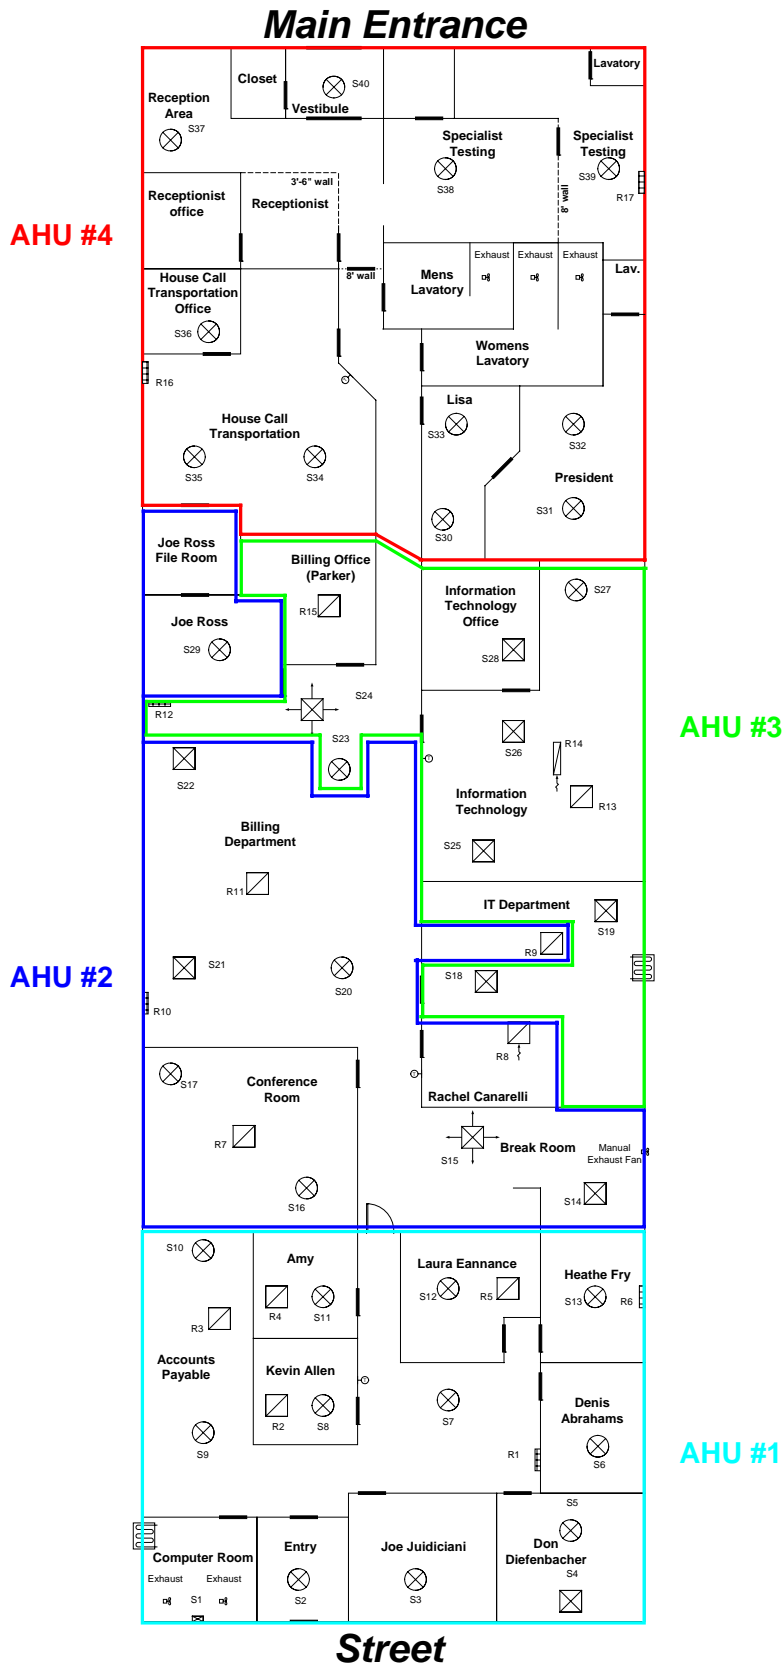 Main Entrance
Closet
Lavatory
S40
Vestibule
Reception
Area
S37
Specialist
Testing
S38
Specialist
Testing
S39
R17
8' wall
3'-6" wall
Receptionist
office
Receptionist
AHU #4
Exhaust
Exhaust
Exhaust
Mens
Lavatory
Lav.
8' wall
House Call
Transportation
Office
S36
Womens
Lavatory
R16
Lisa
S33
S32
House Call
Transportation
S35
S34
President
S31
S30
Joe Ross
File Room
Billing Office
(Parker)
R15
Information
Technology
Office
S28
S27
Joe Ross
S29
S24
R12
S23
AHU #3
S26
R14
R13
S22
Information
Technology
S25
Billing
Department
R11
IT Department
S19
R9
AHU #2
S21
S20
S18
R10
R8
S17
Conference
Room
Rachel Canarelli
R7
S15
Break Room
Manual
Exhaust Fan
S16
S14
S10
Amy
Laura Eannance
Heathe Fry
R4
S11
S12
R5
S13
R6
R3
Accounts
Payable
Kevin Allen
R2
S8
S7
Denis
Abrahams
S9
R1
S6
AHU #1
S5
Computer Room
Entry
Joe Juidiciani
Don
Diefenbacher
S4
Exhaust
Exhaust
S1
S2
S3
Street